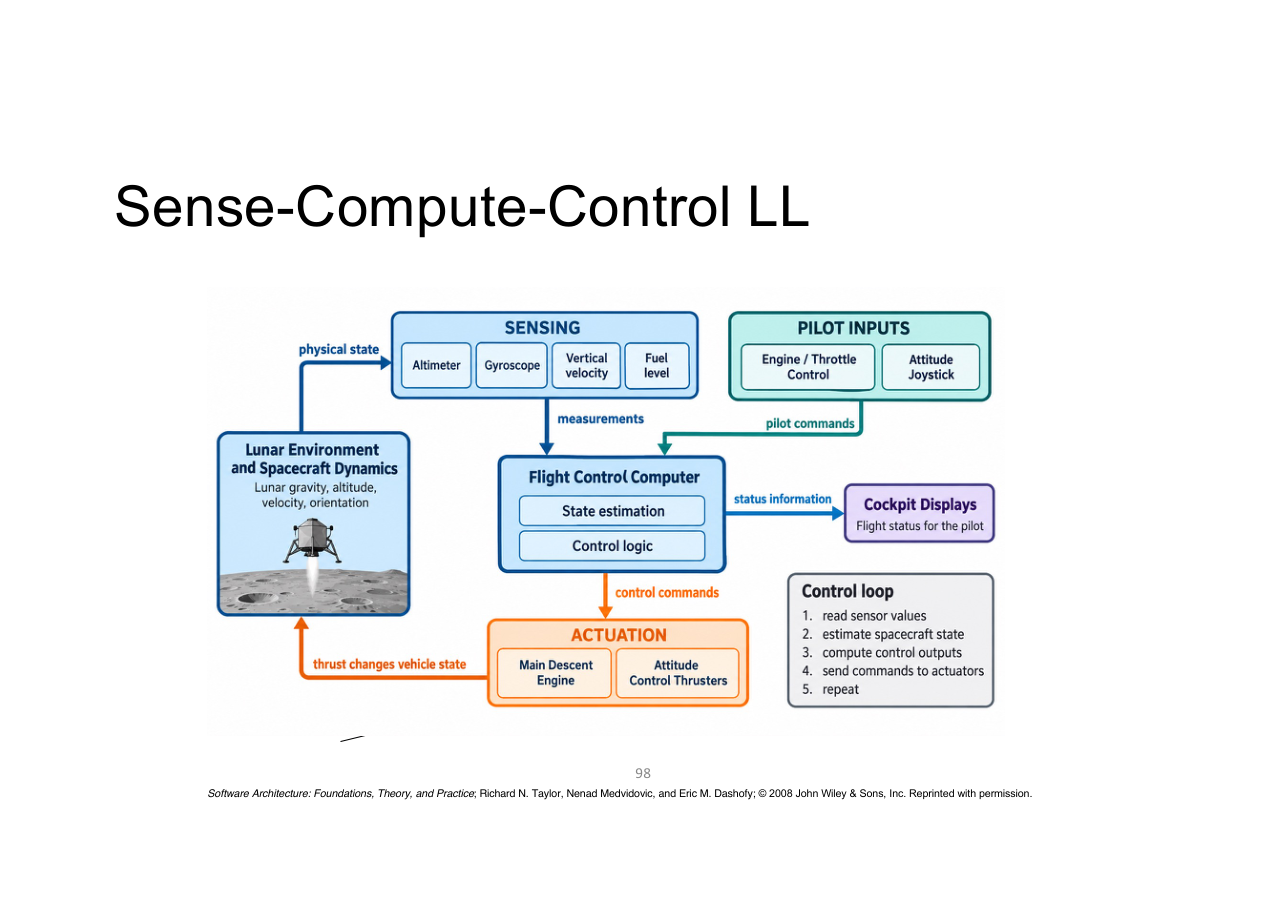 Sense-Compute-Control LL
SENSING
Altimeter
Gyroscope
Vertical
velocity
Fuel
level
PILOT INPUTS
Engine / Throttle
Control
Attitude
Joystick
physical state
measurements
pilot commands
Lunar Environment
and Spacecraft Dynamics
Lunar gravity, altitude,
velocity, orientation
Flight Control Computer
State estimation
Control logic
status information
Cockpit Displays
Flight status for the pilot
control commands
ACTUATION
Main Descent
Engine
Attitude
Control Thrusters
thrust changes vehicle state
Control loop
1. read sensor values
2. estimate spacecraft state
3. compute control outputs
4. send commands to actuators
5. repeat
98
Software Architecture: Foundations, Theory, and Practice; Richard N. Taylor, Nenad Medvidovic, and Eric M. Dashofy; © 2008 John Wiley & Sons, Inc. Reprinted with permission.